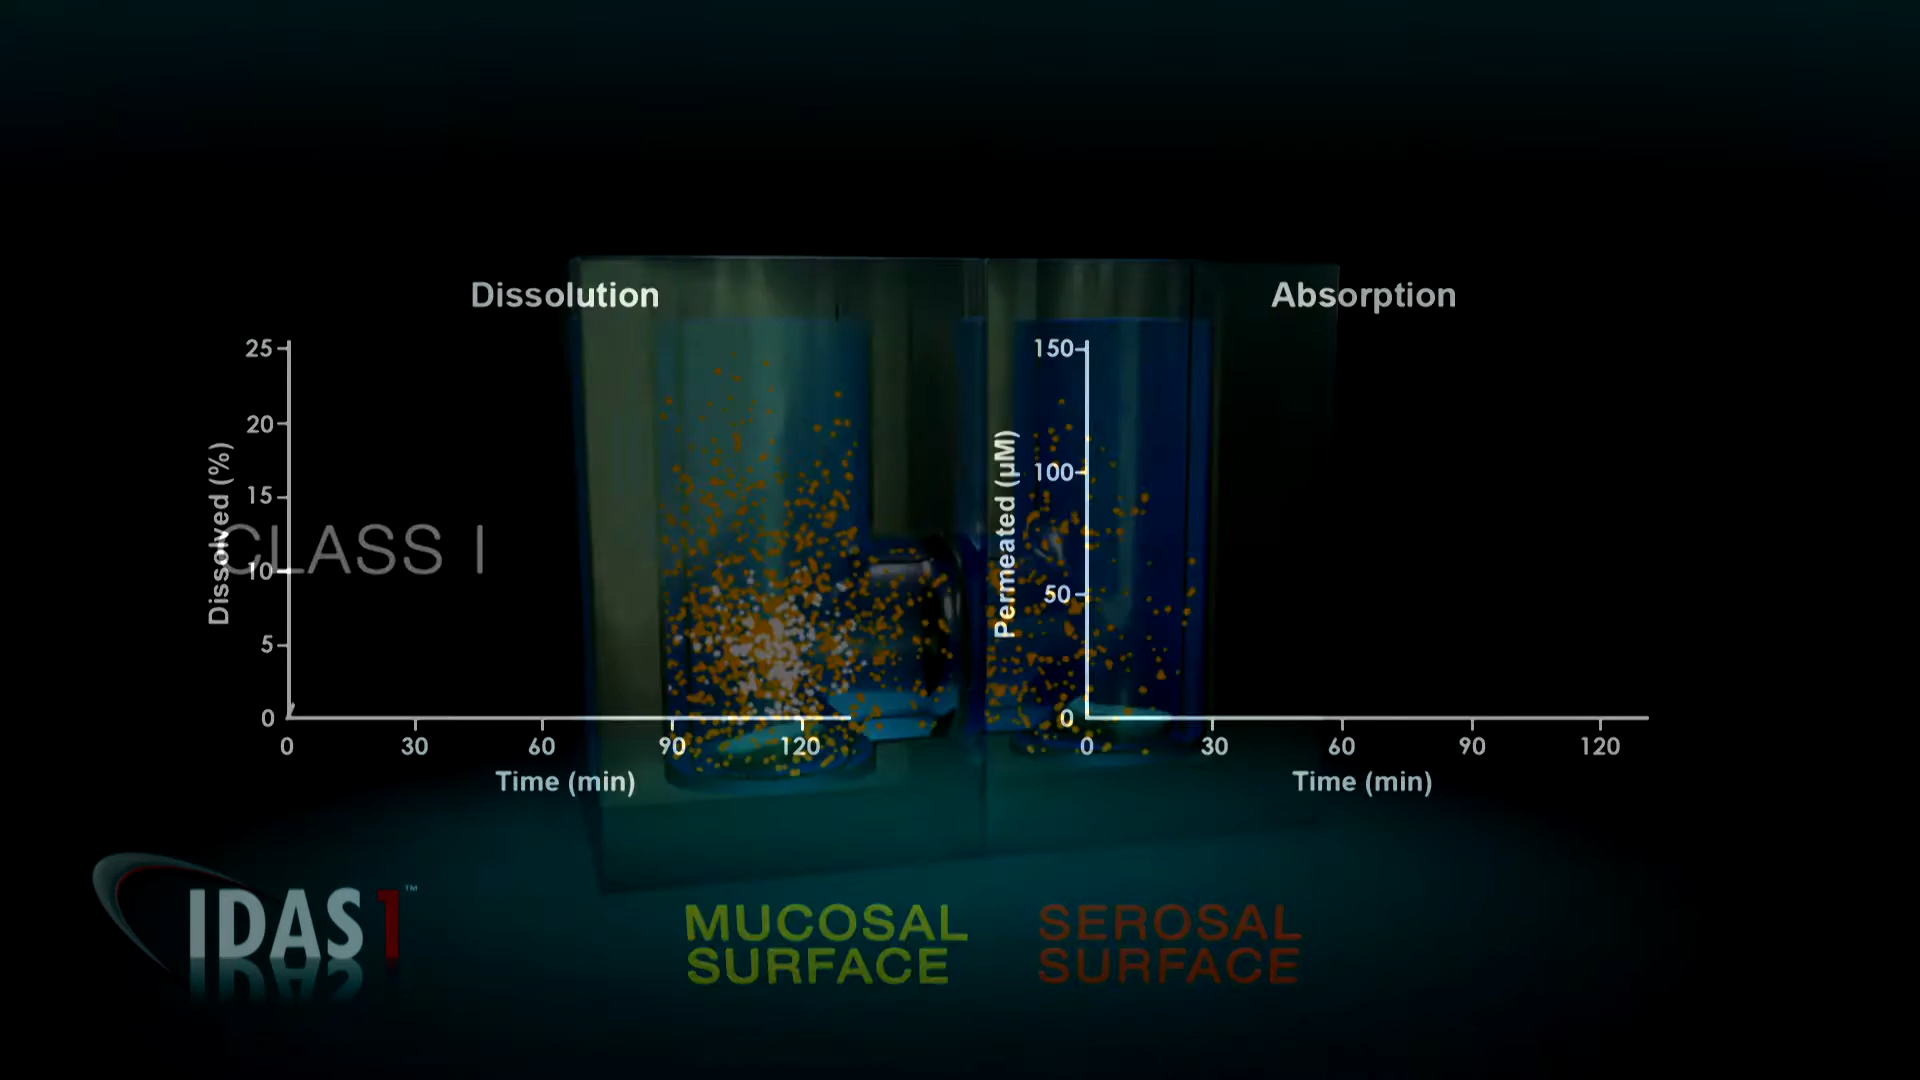 Dissolution
Dissolved (%)
25
20
15
10
5
0
0 30 60 90 120
Time (min)
CLASS I
Absorption
Permeated (µM)
150
100
50
0
0 30 60 90 120
Time (min)
IDAS1™
MUCOSAL
SURFACE
SEROSAL
SURFACE